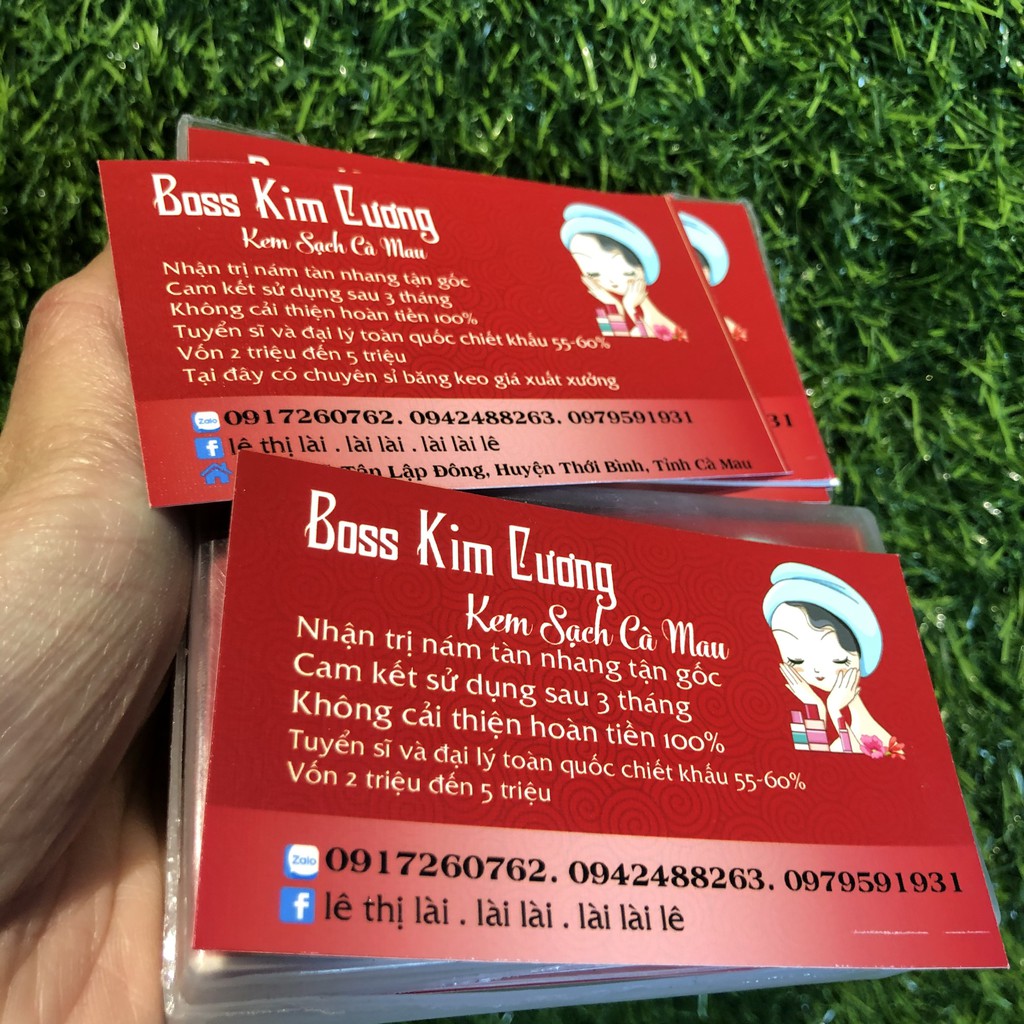 Boss Kim Cương
Kem Sạch Cà Mau
Nhận trị nám tàn nhang tận gốc
Cam kết sử dụng sau 3 tháng
Không cải thiện hoàn tiền 100%
Tuyển sĩ và đại lý toàn quốc chiết khấu 55-60%
Vốn 2 triệu đến 5 triệu
Tại đây có chuyên sỉ băng keo giá xuất xưởng
Zalo 0917260762. 0942488263. 0979591931
31
f lê thị lài . lài lài . lài lài lê
Tân Lập Đông, Huyện Thới Bình, Tỉnh Cà Mau
Boss Kim Cương
Kem Sạch Cà Mau
Nhận trị nám tàn nhang tận gốc
Cam kết sử dụng sau 3 tháng
Không cải thiện hoàn tiền 100%
Tuyển sĩ và đại lý toàn quốc chiết khấu 55-60%
Vốn 2 triệu đến 5 triệu
Zalo 0917260762. 0942488263. 0979591931
f lê thị lài . lài lài . lài lài lê